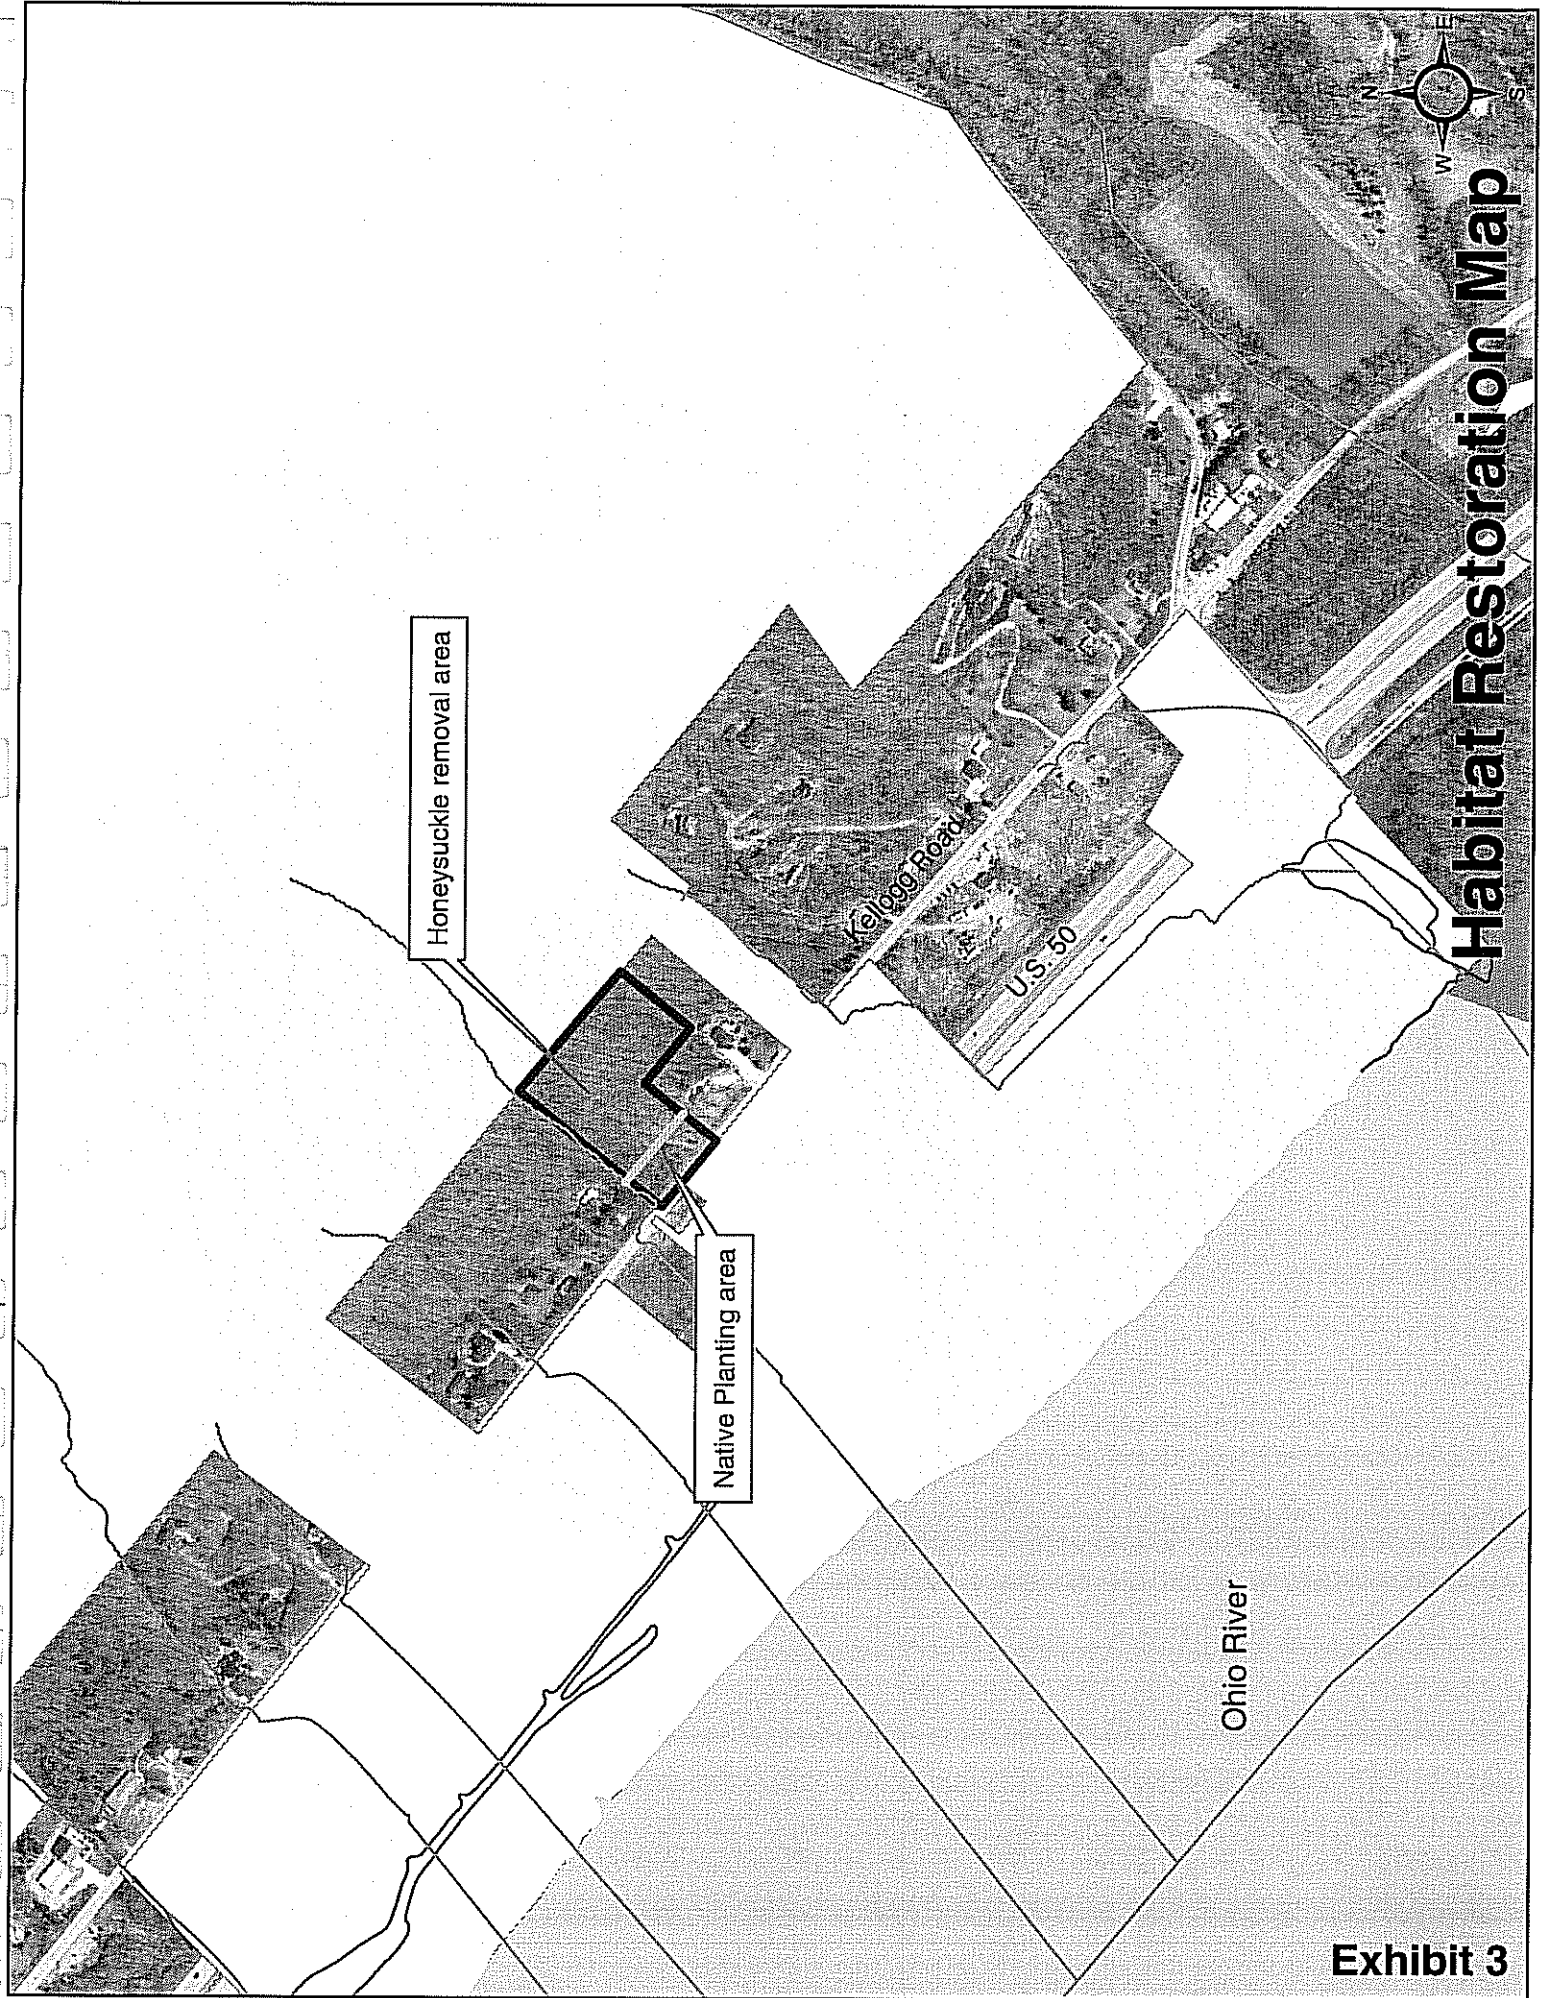 Honeysuckle removal area
Native Planting area
Kellogg Road
U.S. 50
Ohio River
N
W
E
S
Habitat Restoration Map
Exhibit 3